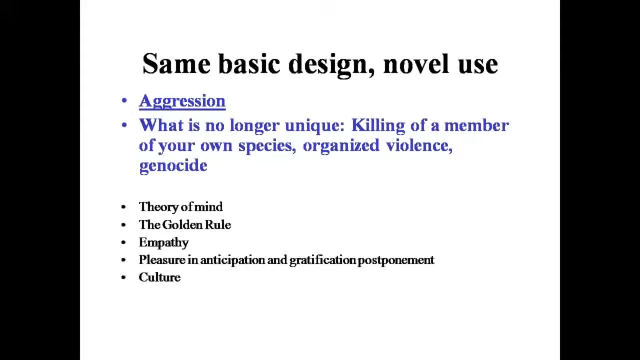 Same basic design, novel use
• Aggression
• What is no longer unique: Killing of a member
of your own species, organized violence,
genocide
• Theory of mind
• The Golden Rule
• Empathy
• Pleasure in anticipation and gratification postponement
• Culture